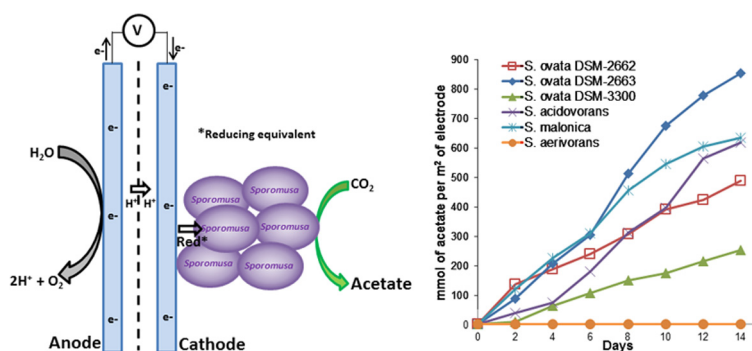 V
e-
e-
e-
e-
*Reducing equivalent
H₂O
e-
e-
H⁺
H⁺
CO₂
Sporomusa
Sporomusa
Sporomusa
Sporomusa
Red*
Sporomusa
Sporomusa
2H⁺ + O₂
Acetate
e-
e-
Anode
Cathode
mmol of acetate per m² of electrode
900
800
700
600
500
400
300
200
100
0
S. ovata DSM-2662
S. ovata DSM-2663
S. ovata DSM-3300
S. acidovorans
S. malonica
S. aerivorans
0 2 4 6 8 10 12 14
Days